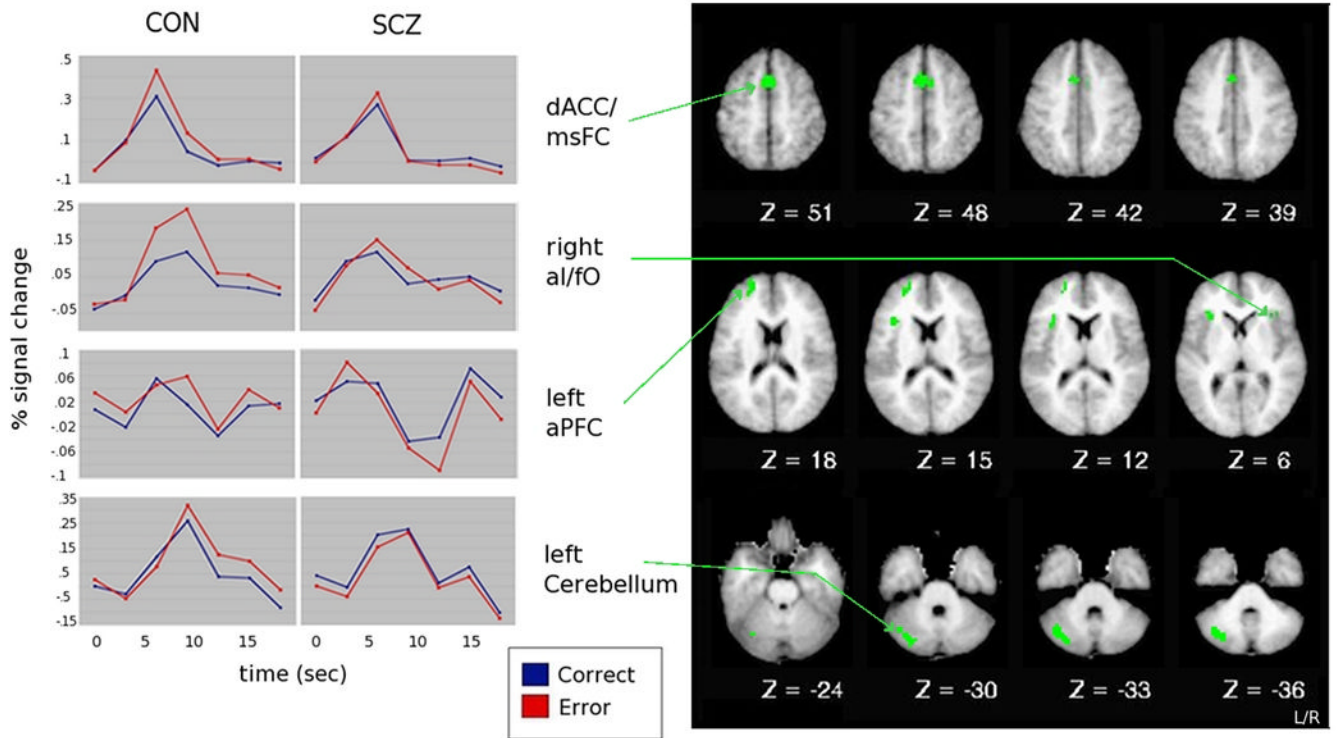 CON
SCZ
% signal change
.5
.3
.1
-.1
.25
.15
.05
-.05
.1
.06
.02
-.02
-.06
-.1
.35
.25
.15
.5
-.5
-.15
0 5 10 15
0 5 10 15
time (sec)
dACC/
msFC
right
aI/fO
left
aPFC
left
Cerebellum
Correct
Error
Z = 51
Z = 48
Z = 42
Z = 39
Z = 18
Z = 15
Z = 12
Z = 6
Z = -24
Z = -30
Z = -33
Z = -36
L/R